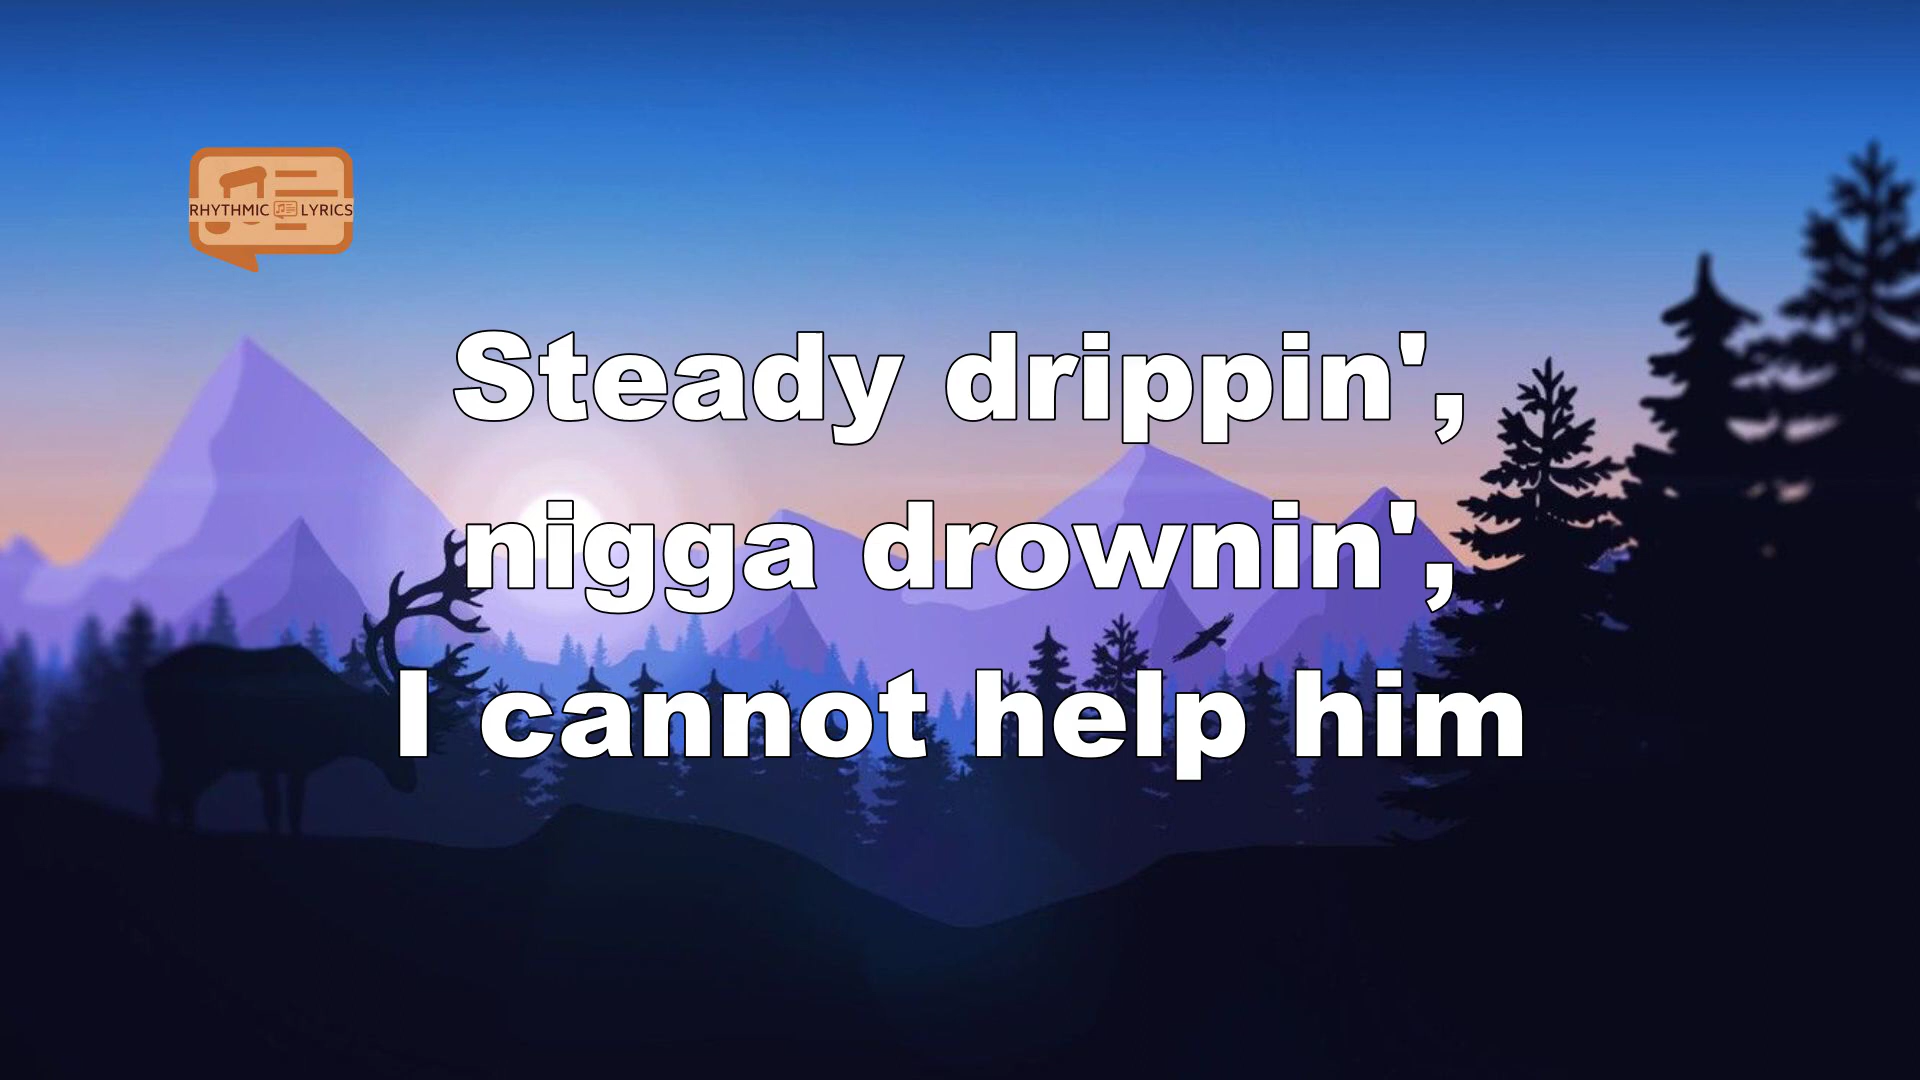 RHYTHMIC LYRICS
Steady drippin',
nigga drownin',
I cannot help him